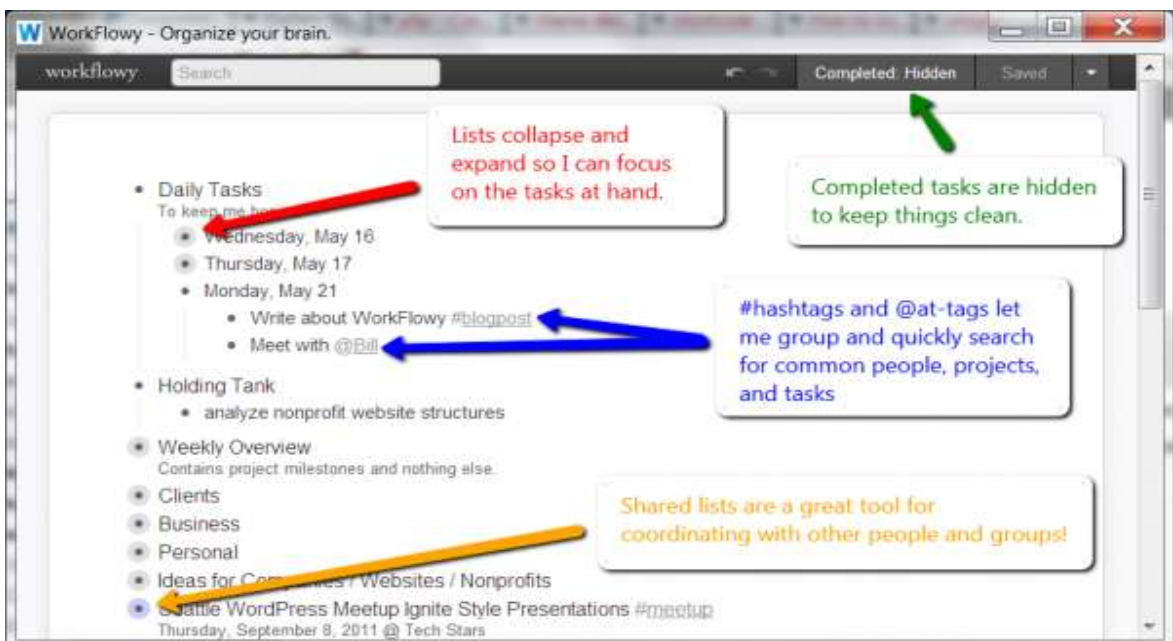 WorkFlowy - Organize your brain.
workflowy Search Completed: Hidden Saved
Lists collapse and
expand so I can focus
on the tasks at hand.
Completed tasks are hidden
to keep things clean.
Daily Tasks
To keep me
Wednesday, May 16
Thursday, May 17
Monday, May 21
Write about WorkFlowy #blogpost
Meet with @Bill
#hashtags and @at-tags let
me group and quickly search
for common people, projects,
and tasks
Holding Tank
analyze nonprofit website structures
Weekly Overview
Contains project milestones and nothing else.
Clients
Business
Personal
Shared lists are a great tool for
coordinating with other people and groups!
Ideas for Companies / Websites / Nonprofits
Seattle WordPress Meetup Ignite Style Presentations #meetup
Thursday, September 8, 2011 @ Tech Stars